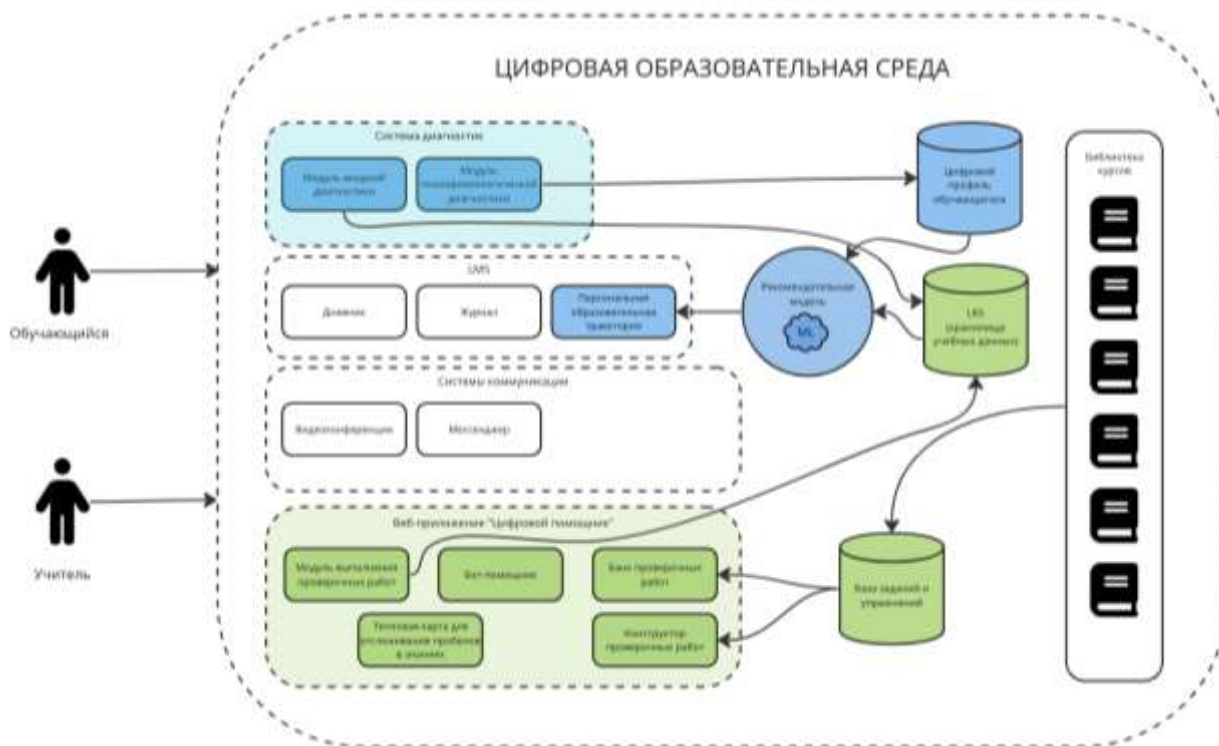 ЦИФРОВАЯ ОБРАЗОВАТЕЛЬНАЯ СРЕДА
Система диагностик
Модуль входной
диагностики
Модуль
психофизиологической
диагностики
Цифровой
профиль
обучающегося
Библиотека
курсов
LMS
Дневник
Журнал
Персональная
образовательная
траектория
Рекомендательная
модель
ML
LRS
(хранилище
учебных данных)
Обучающийся
Системы коммуникации
Видеоконференции
Мессенджер
Учитель
Веб-приложение "Цифровой помощник"
Модуль выполнения
проверочных работ
Бот-помощник
Банк проверочных
работ
Тепловая карта для
отслеживания пробелов
в знаниях
Конструктор
проверочных работ
База заданий и
упражнений